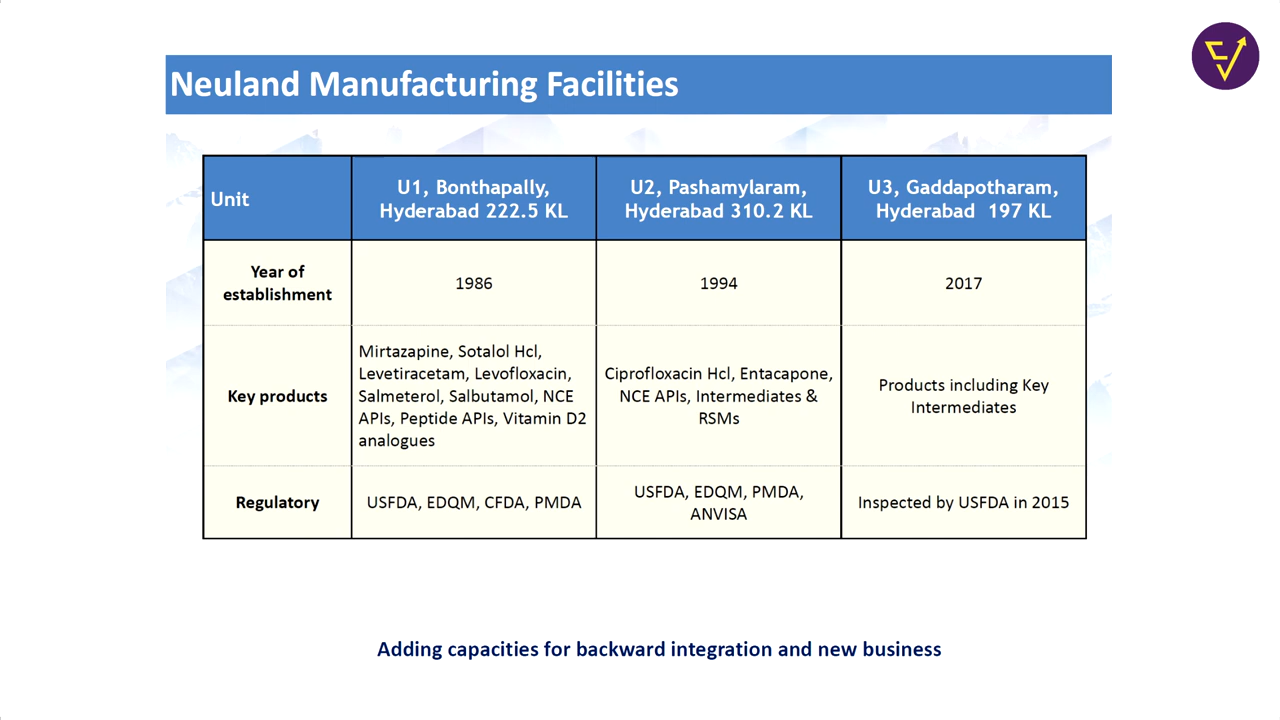 Neuland Manufacturing Facilities
Unit
U1, Bonthapally,
Hyderabad 222.5 KL
U2, Pashamylaram,
Hyderabad 310.2 KL
U3, Gaddapotharam,
Hyderabad 197 KL
Year of
establishment
1986
1994
2017
Key products
Mirtazapine, Sotalol Hcl,
Levetiracetam, Levofloxacin,
Salmeterol, Salbutamol, NCE
APIs, Peptide APIs, Vitamin D2
analogues
Ciprofloxacin Hcl, Entacapone,
NCE APIs, Intermediates &
RSMs
Products including Key
Intermediates
Regulatory
USFDA, EDQM, CFDA, PMDA
USFDA, EDQM, PMDA,
ANVISA
Inspected by USFDA in 2015
Adding capacities for backward integration and new business